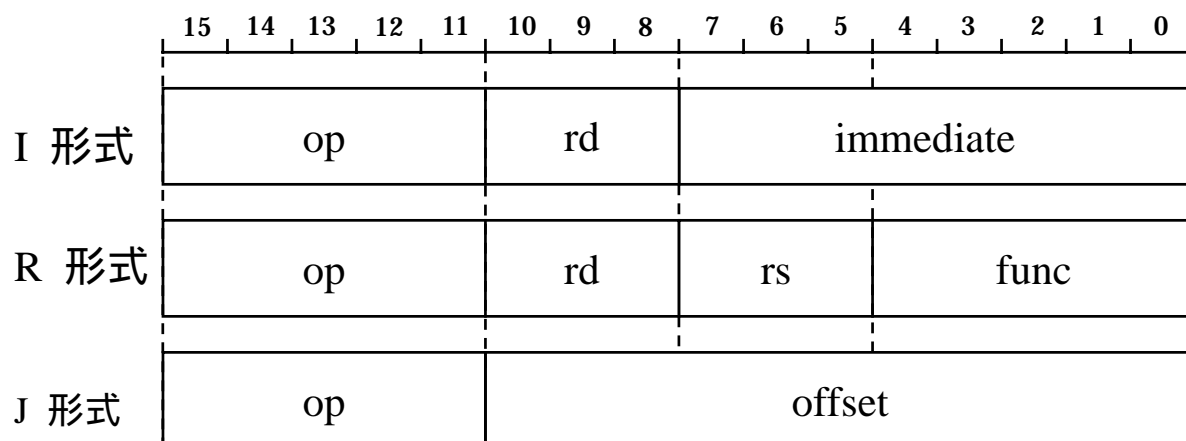 15 14 13 12 11 10 9 8 7 6 5 4 3 2 1 0
I 形式 op rd immediate
R 形式 op rd rs func
J 形式 op offset